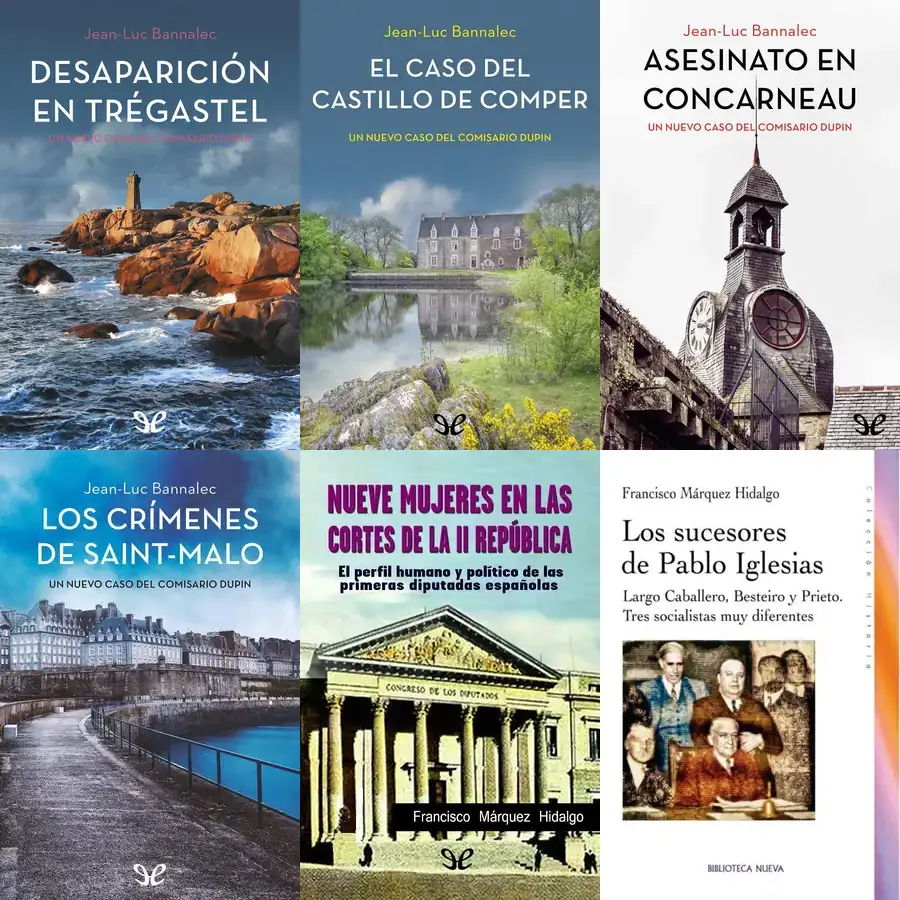 Jean-Luc Bannalec
DESAPARICIÓN
EN TRÉGASTEL
UN NUEVO CASO DEL COMISARIO DUPIN
Jean-Luc Bannalec
EL CASO DEL
CASTILLO DE COMPER
UN NUEVO CASO DEL COMISARIO DUPIN
Jean-Luc Bannalec
ASESINATO EN
CONCARNEAU
UN NUEVO CASO DEL COMISARIO DUPIN
Jean-Luc Bannalec
LOS CRÍMENES
DE SAINT-MALO
UN NUEVO CASO DEL COMISARIO DUPIN
NUEVE MUJERES EN LAS
CORTES DE LA II REPÚBLICA
El perfil humano y político de las
primeras diputadas españolas
CONGRESO DE LOS DIPUTADOS
Francisco Márquez Hidalgo
Francisco Márquez Hidalgo
Los sucesores
de Pablo Iglesias
Largo Caballero, Besteiro y Prieto.
Tres socialistas muy diferentes
Colección Historia
BIBLIOTECA NUEVA